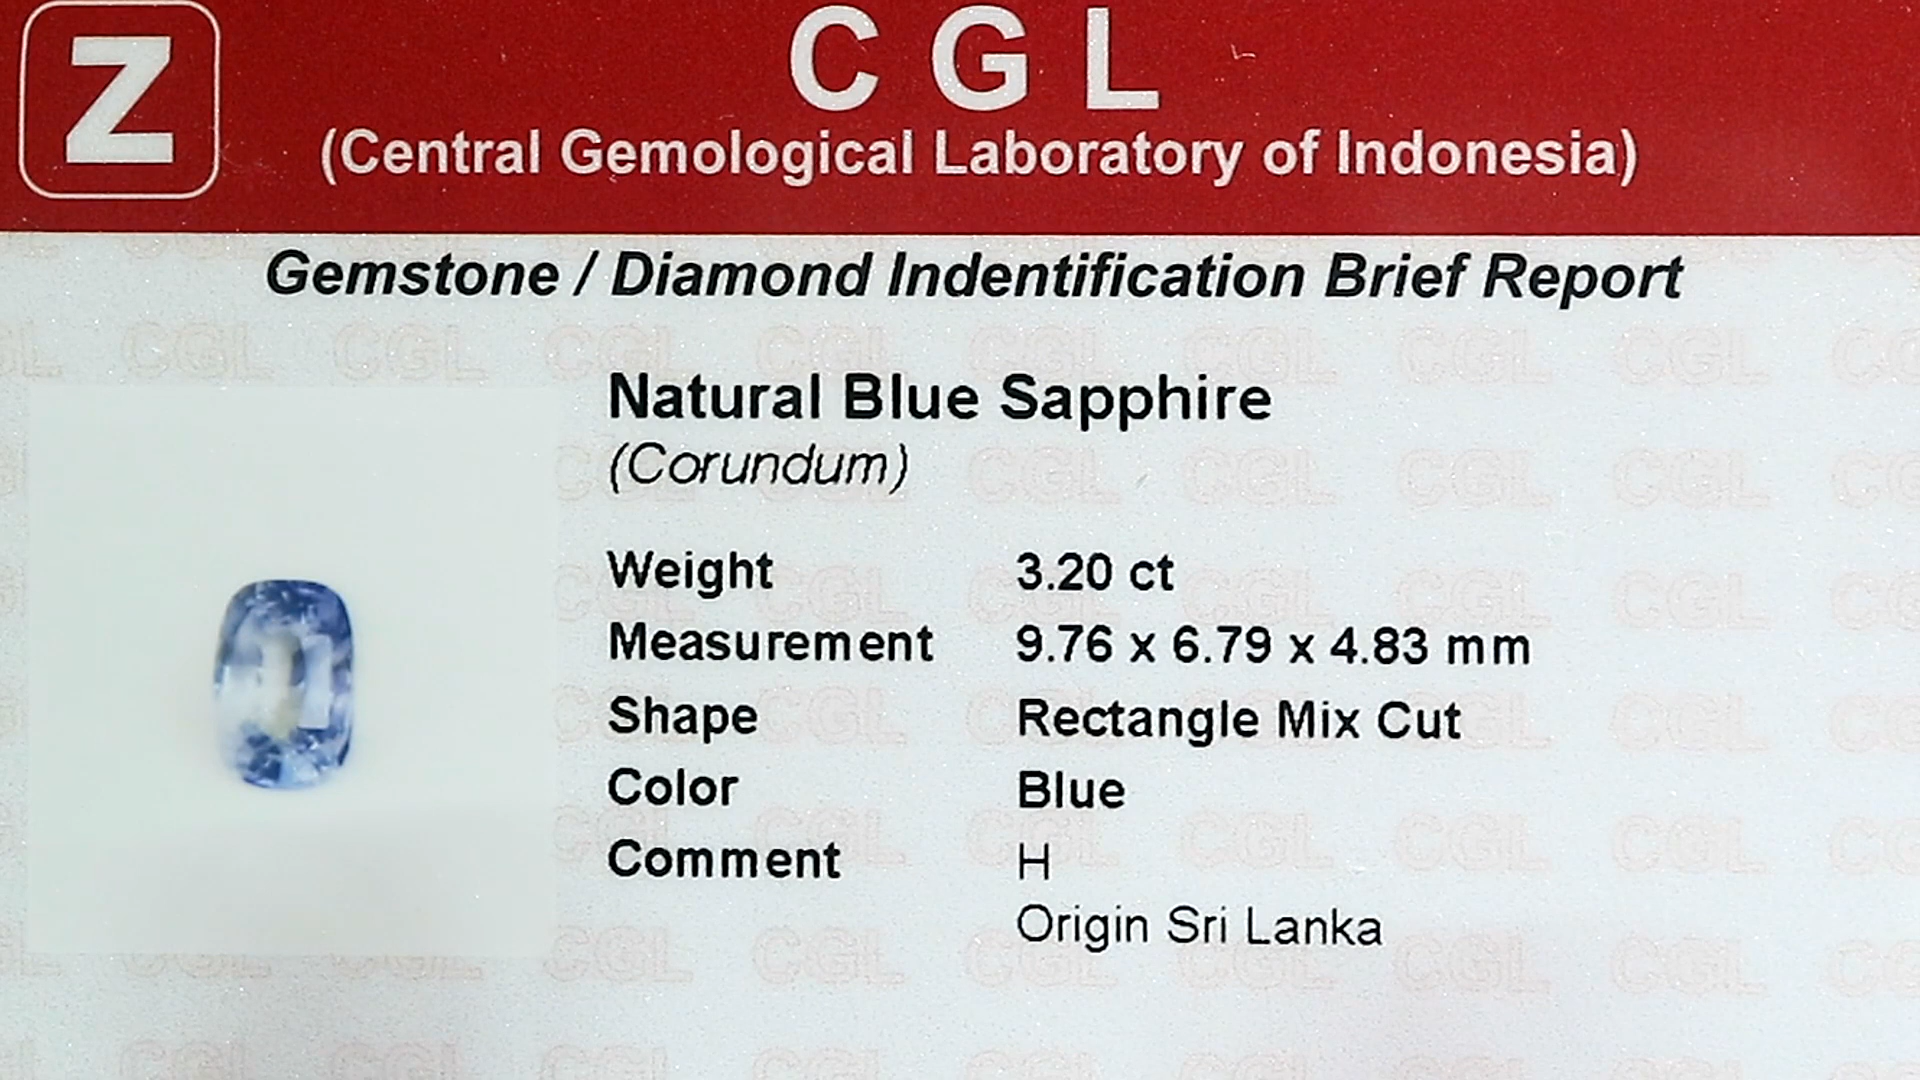 Z
C G L
(Central Gemological Laboratory of Indonesia)
Gemstone / Diamond Indentification Brief Report
Natural Blue Sapphire
(Corundum)
Weight 3.20 ct
Measurement 9.76 x 6.79 x 4.83 mm
Shape Rectangle Mix Cut
Color Blue
Comment H
Origin Sri Lanka